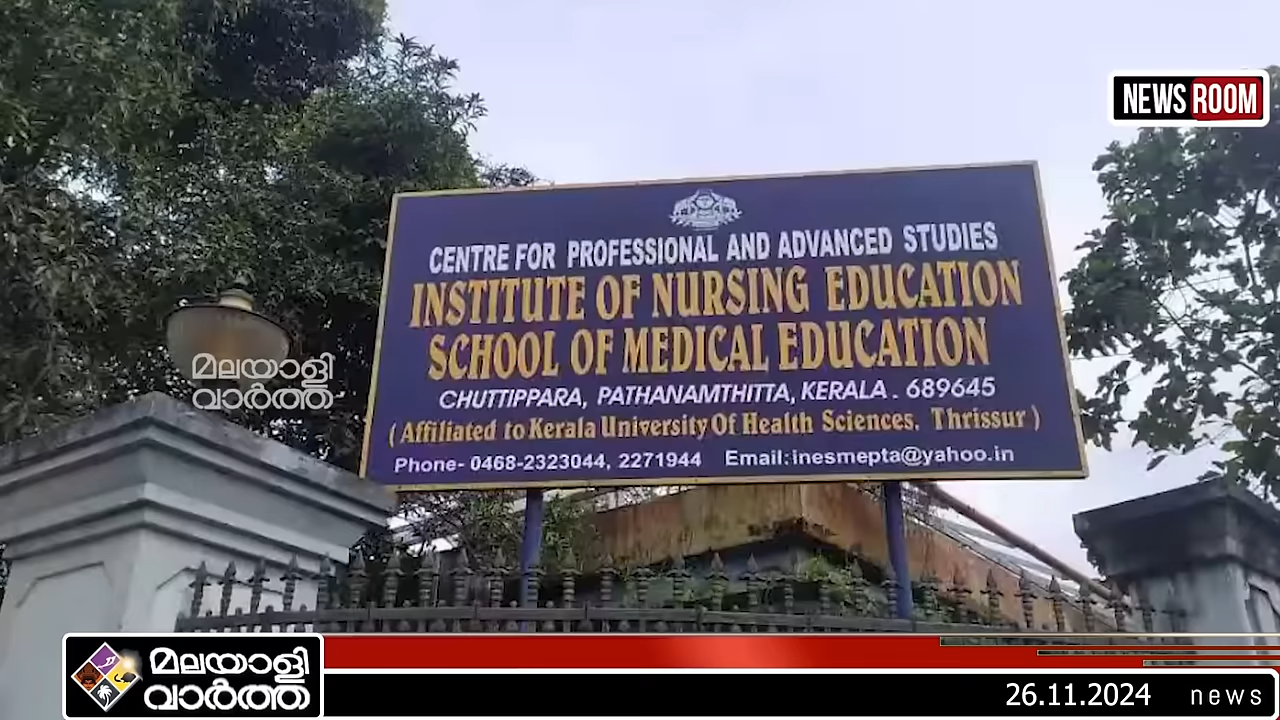 NEWS ROOM
CENTRE FOR PROFESSIONAL AND ADVANCED STUDIES
INSTITUTE OF NURSING EDUCATION
SCHOOL OF MEDICAL EDUCATION
CHUTTIPPARA, PATHANAMTHITTA, KERALA . 689645
( Affiliated to Kerala University Of Health Sciences, Thrissur )
Phone- 0468-2323044, 2271944 Email:inesmepta@yahoo.in
മലയാളി
വാർത്ത
മലയാളി
വാർത്ത
26.11.2024 news